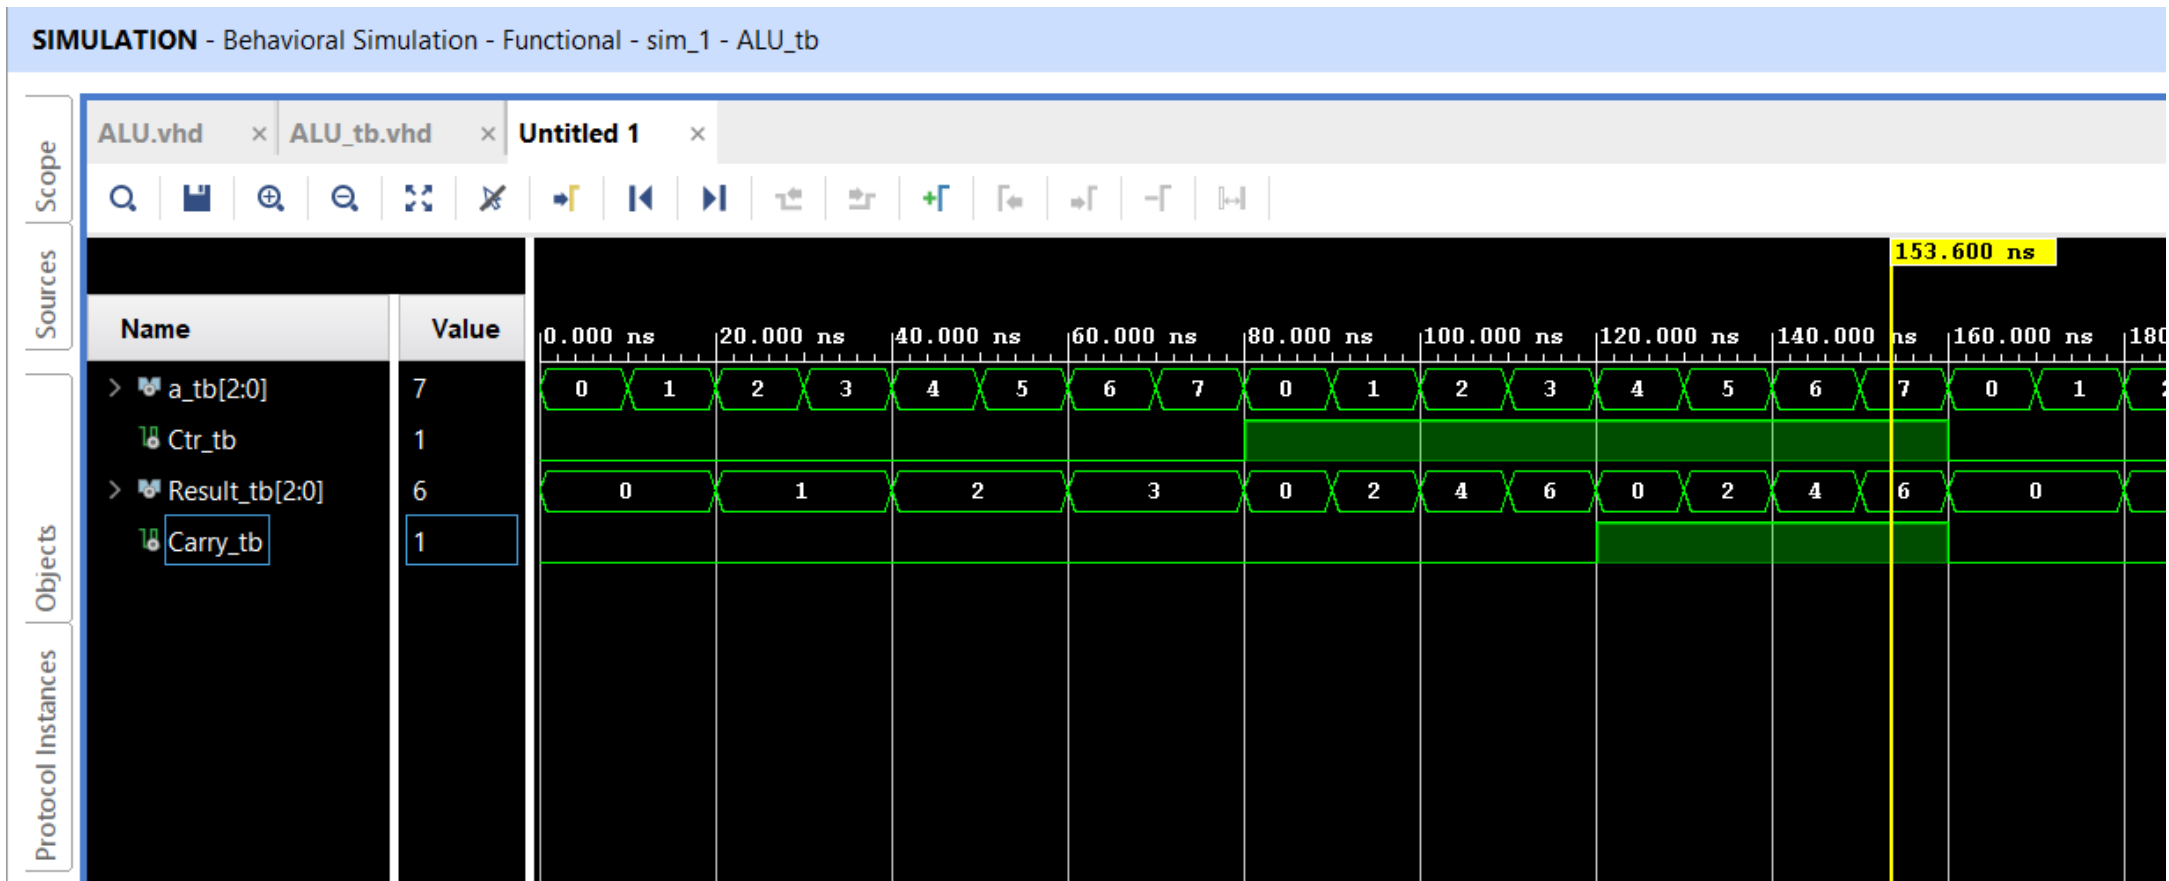 SIMULATION - Behavioral Simulation - Functional - sim_1 - ALU_tb
Scope
Sources
Objects
Protocol Instances
ALU.vhd × ALU_tb.vhd × Untitled 1 ×
153.600 ns
Name Value
0.000 ns 20.000 ns 40.000 ns 60.000 ns 80.000 ns 100.000 ns 120.000 ns 140.000 ns 160.000 ns 180
a_tb[2:0] 7 0 1 2 3 4 5 6 7 0 1 2 3 4 5 6 7 0 1
Ctr_tb 1
Result_tb[2:0] 6 0 1 2 3 0 2 4 6 0 2 4 6 0
Carry_tb 1